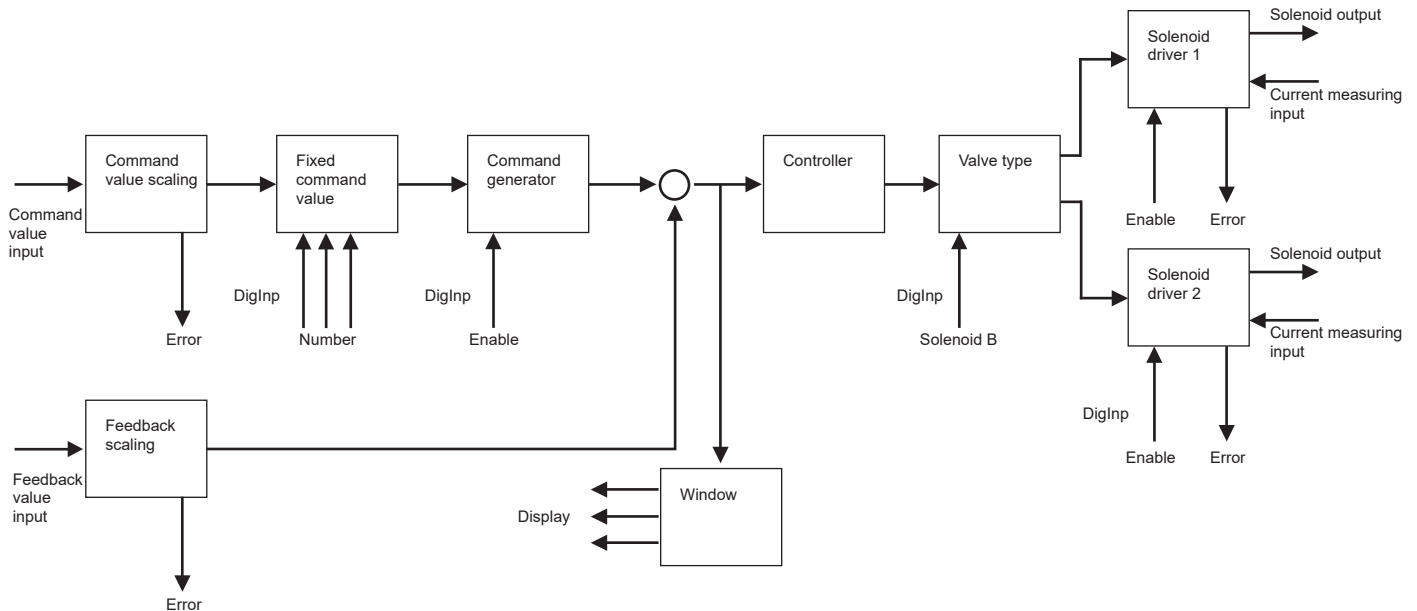 Solenoid output
Solenoid
driver 1
Current measuring
input
Enable
Error
Command
value scaling
Fixed
command
value
Command
generator
Controller
Valve type
Command
value
input
DigInp
DigInp
DigInp
Error
Number
Enable
Solenoid B
Solenoid output
Solenoid
driver 2
Current measuring
input
DigInp
Enable
Error
Feedback
scaling
Feedback
value
input
Window
Display
Error